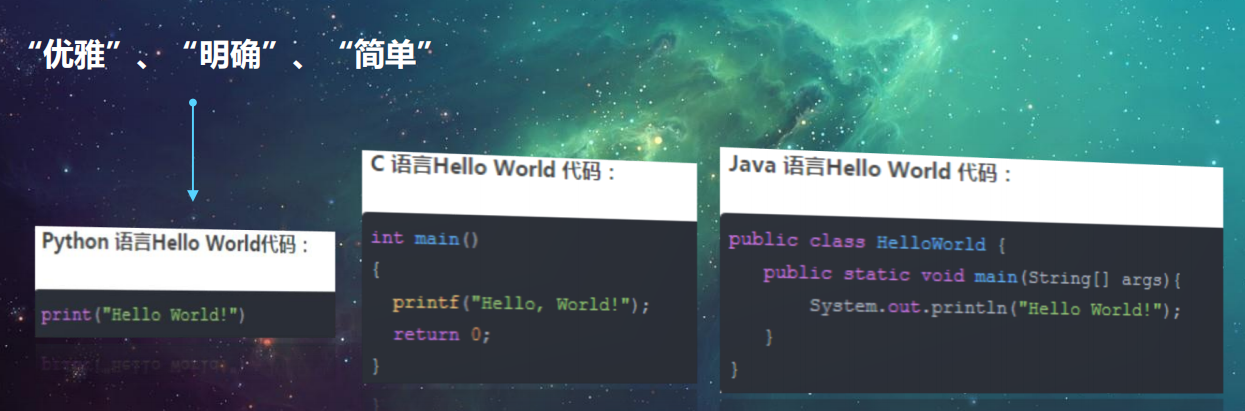 “优雅”、“明确”、“简单”
Python 语言Hello World代码：
print("Hello World!")
C 语言Hello World 代码：
int main()
{
printf("Hello, World!");
return 0;
}
Java 语言Hello World 代码：
public class HelloWorld {
public static void main(String[] args){
System.out.println("Hello World!");
}
}